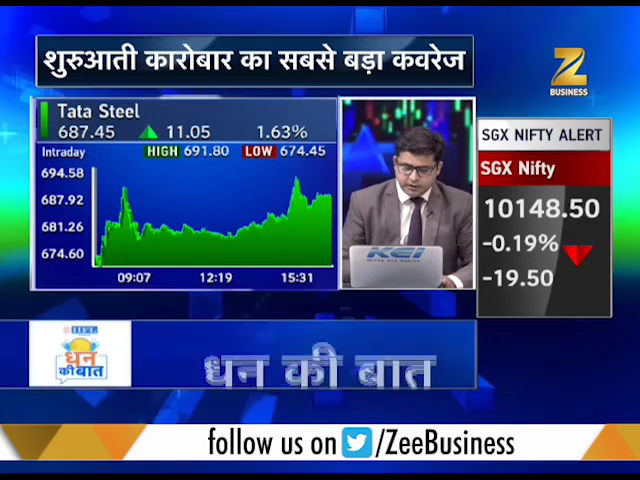 शुरुआती कारोबार का सबसे बड़ा कवरेज
Z
BUSINESS
Tata Steel
687.45 11.05 1.63%
Intraday HIGH 691.80 LOW 674.45
694.58
687.92
681.26
674.60
09:07 12:19 15:31
KEI
SGX NIFTY ALERT
SGX Nifty
10148.50
-0.19%
-19.50
धन
की बात
धन की बात
follow us on /ZeeBusiness